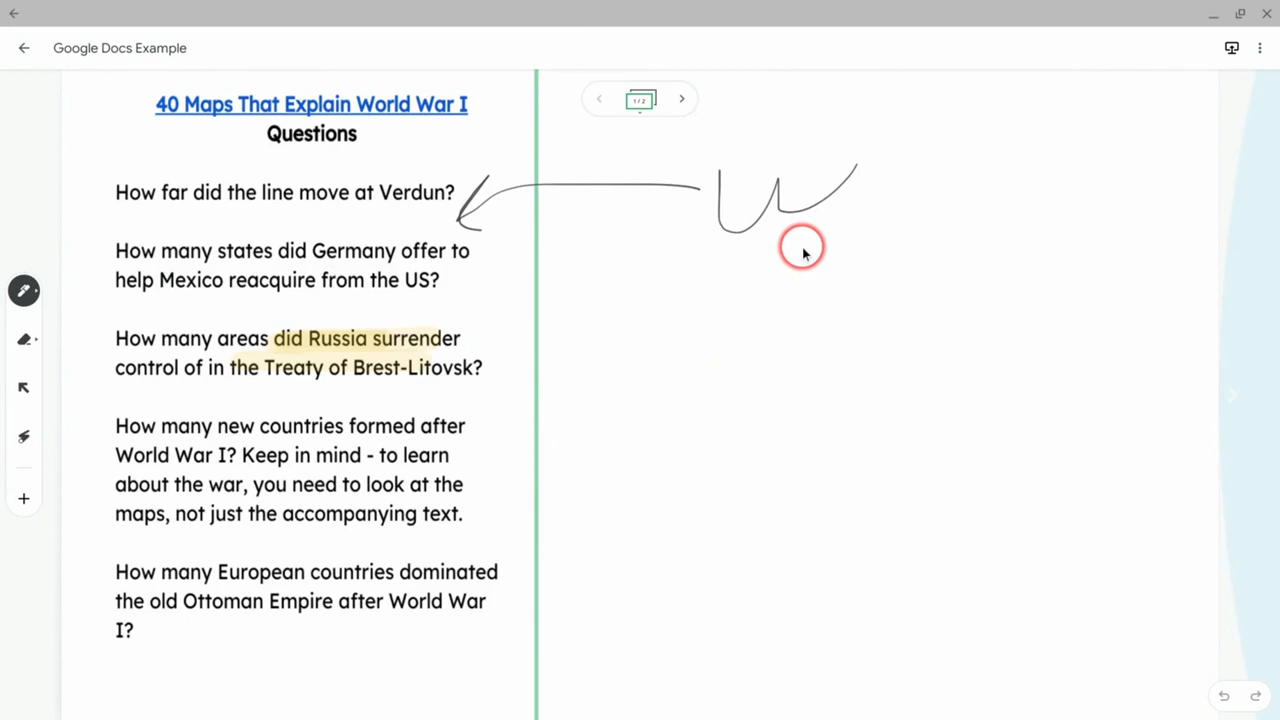 Google Docs Example
1 / 2
40 Maps That Explain World War I
Questions
How far did the line move at Verdun?
How many states did Germany offer to
help Mexico reacquire from the US?
How many areas did Russia surrender
control of in the Treaty of Brest-Litovsk?
How many new countries formed after
World War I? Keep in mind - to learn
about the war, you need to look at the
maps, not just the accompanying text.
How many European countries dominated
the old Ottoman Empire after World War
I?